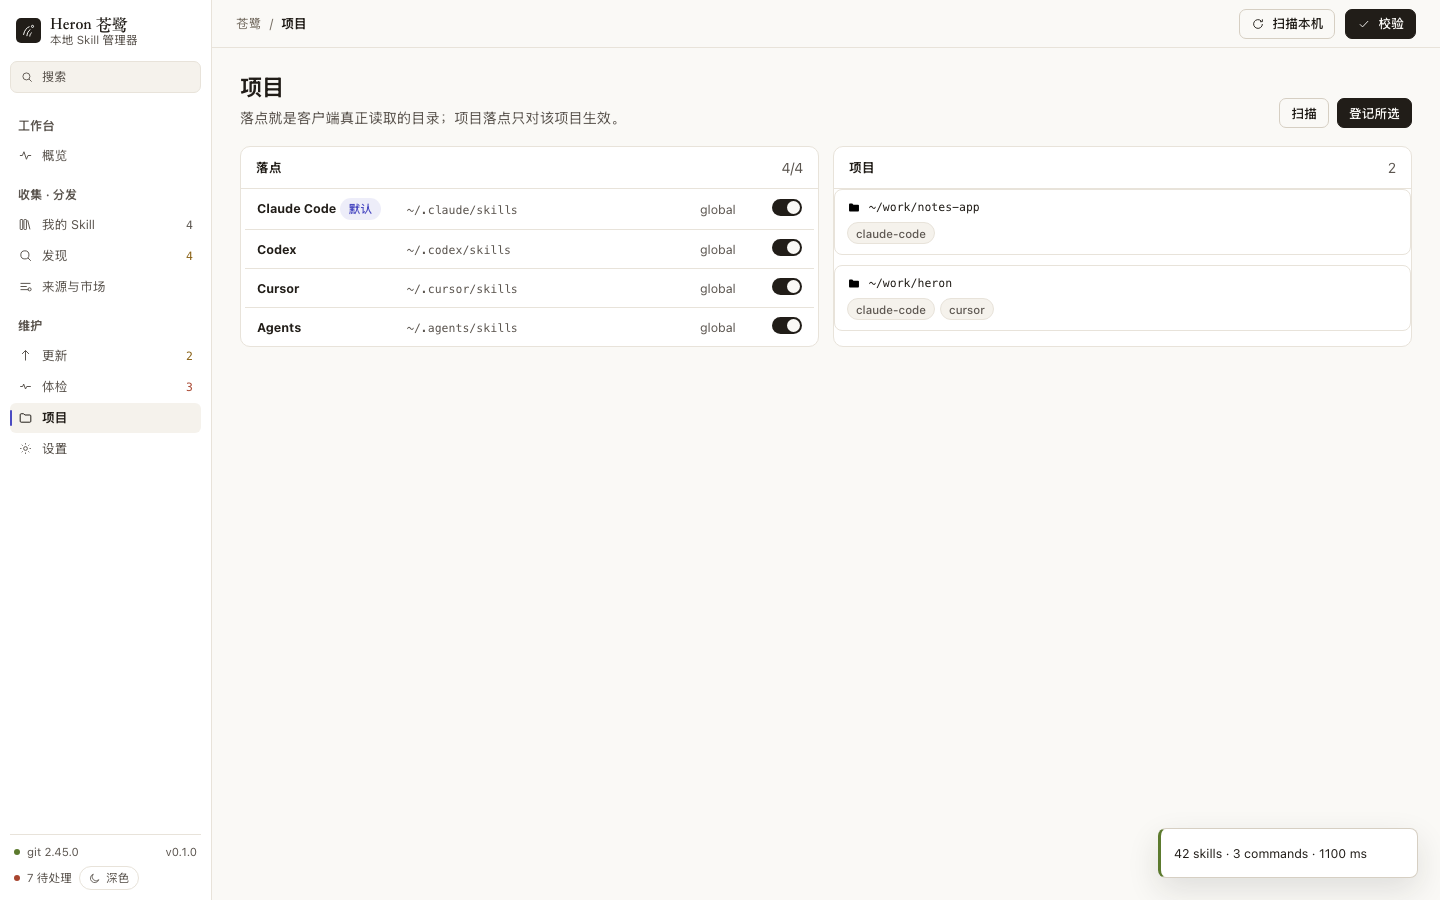 Heron 苍鹭
本地 Skill 管理器
搜索
工作台
概览
收集 · 分发
我的 Skill 4
发现 4
来源与市场
维护
更新 2
体检 3
项目
设置
git 2.45.0 v0.1.0
7 待处理 深色
苍鹭 / 项目
扫描本机 校验
项目
落点就是客户端真正读取的目录；项目落点只对该项目生效。
扫描 登记所选
落点 4/4
Claude Code 默认 ~/.claude/skills global
Codex ~/.codex/skills global
Cursor ~/.cursor/skills global
Agents ~/.agents/skills global
项目 2
~/work/notes-app
claude-code
~/work/heron
claude-code cursor
42 skills · 3 commands · 1100 ms